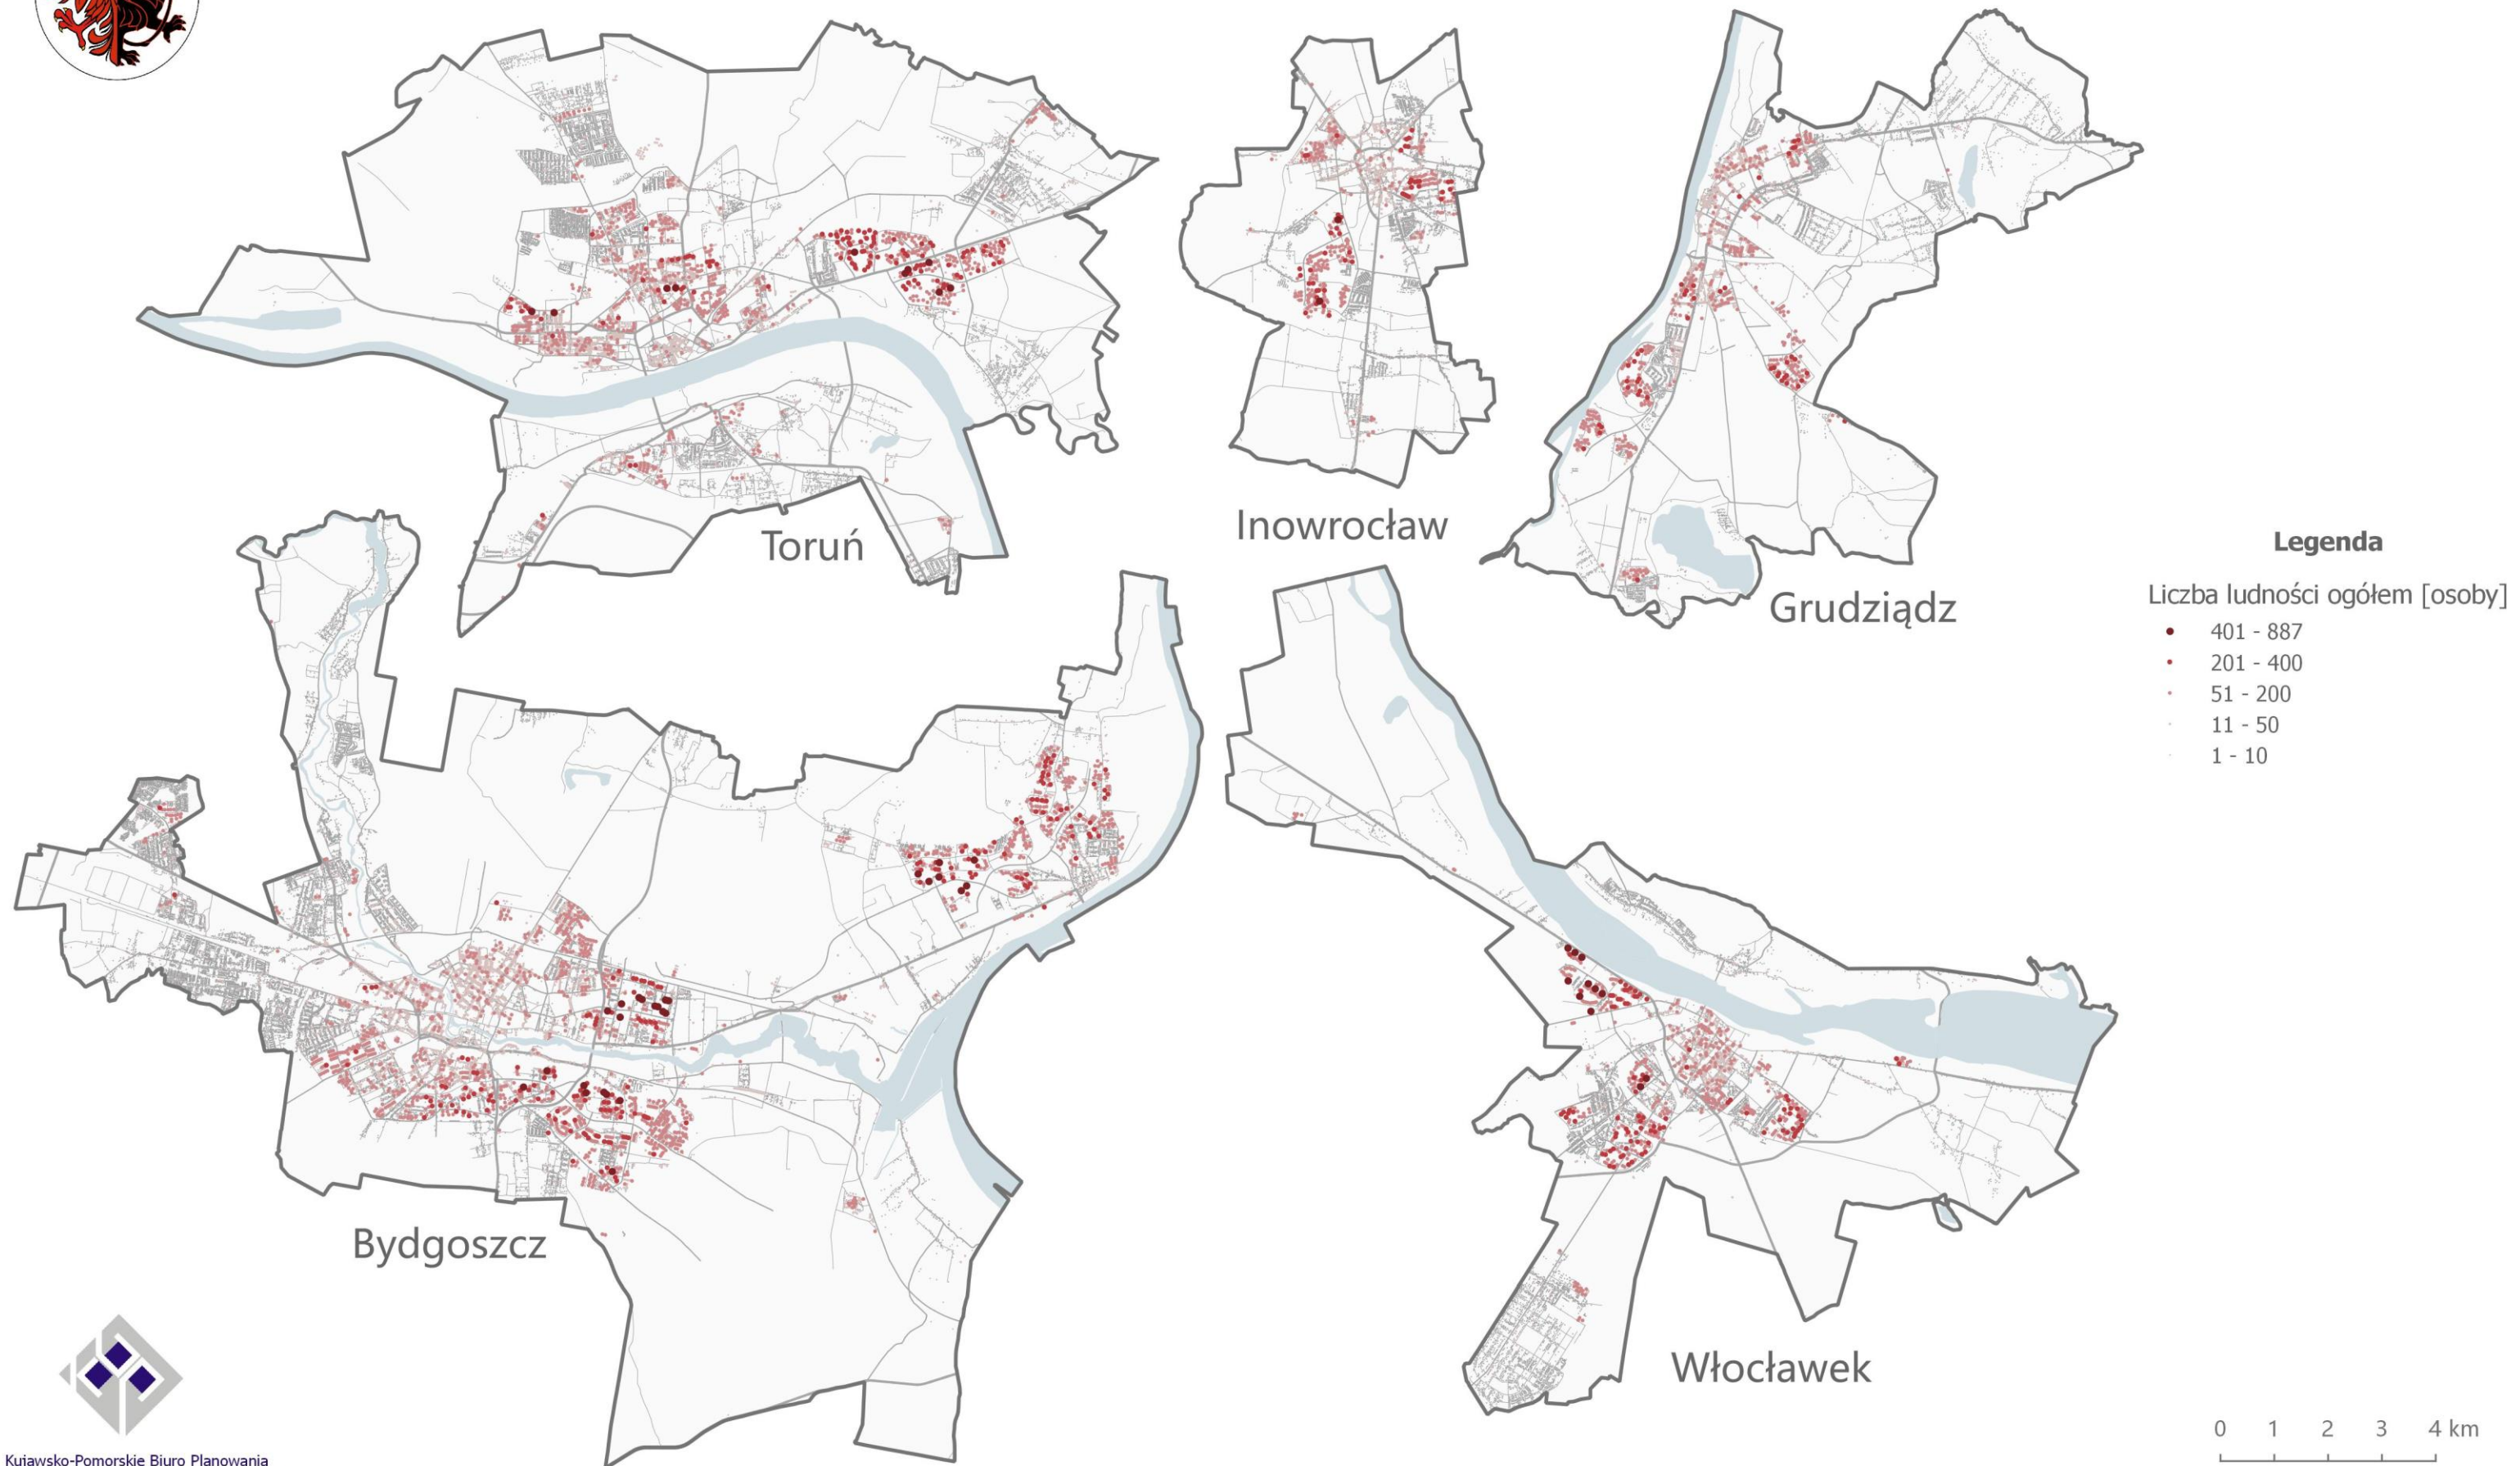 Toruń
Inowrocław
Grudziądz
Legenda
Liczba ludności ogółem [osoby]
401 - 887
201 - 400
51 - 200
11 - 50
1 - 10
Bydgoszcz
Włocławek
0 1 2 3 4 km
Kujawsko-Pomorskie Biuro Planowania